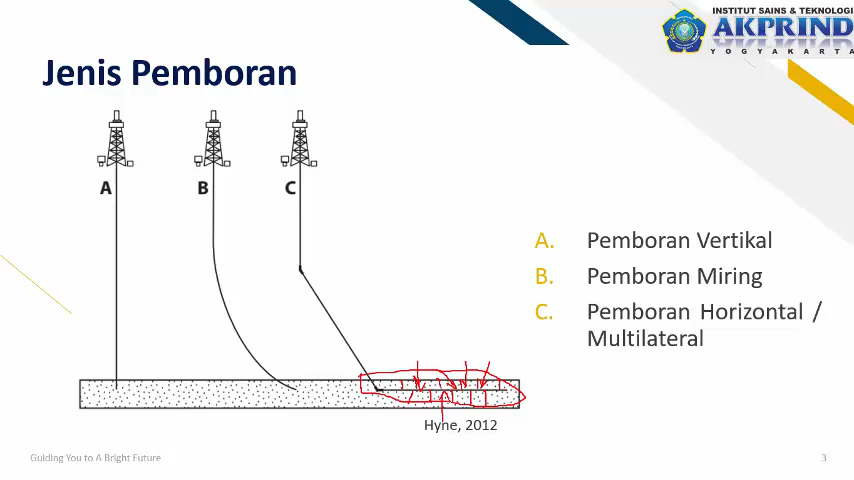 INSTITUT SAINS & TEKNOLOGI
AKPRIND
YOGYAKARTA
Jenis Pemboran
A
B
C
A. Pemboran Vertikal
B. Pemboran Miring
C. Pemboran Horizontal /
Multilateral
Hyne, 2012
Guiding You to A Bright Future
3